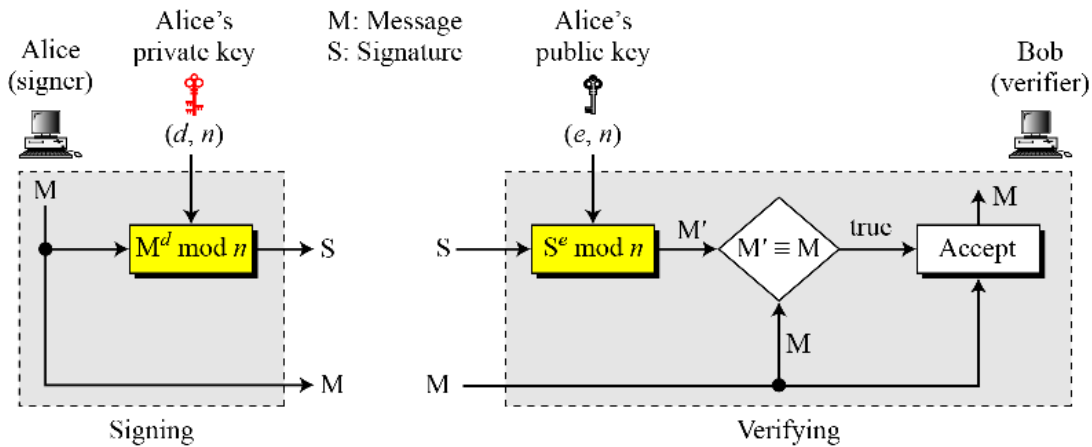 Alice
(signer)
Alice's
private key
(d, n)
M: Message
S: Signature
Alice's
public key
(e, n)
Bob
(verifier)
M
M^d mod n
S
M
Signing
S
S^e mod n
M′
M′ ≡ M
true
Accept
M
M
M
Verifying